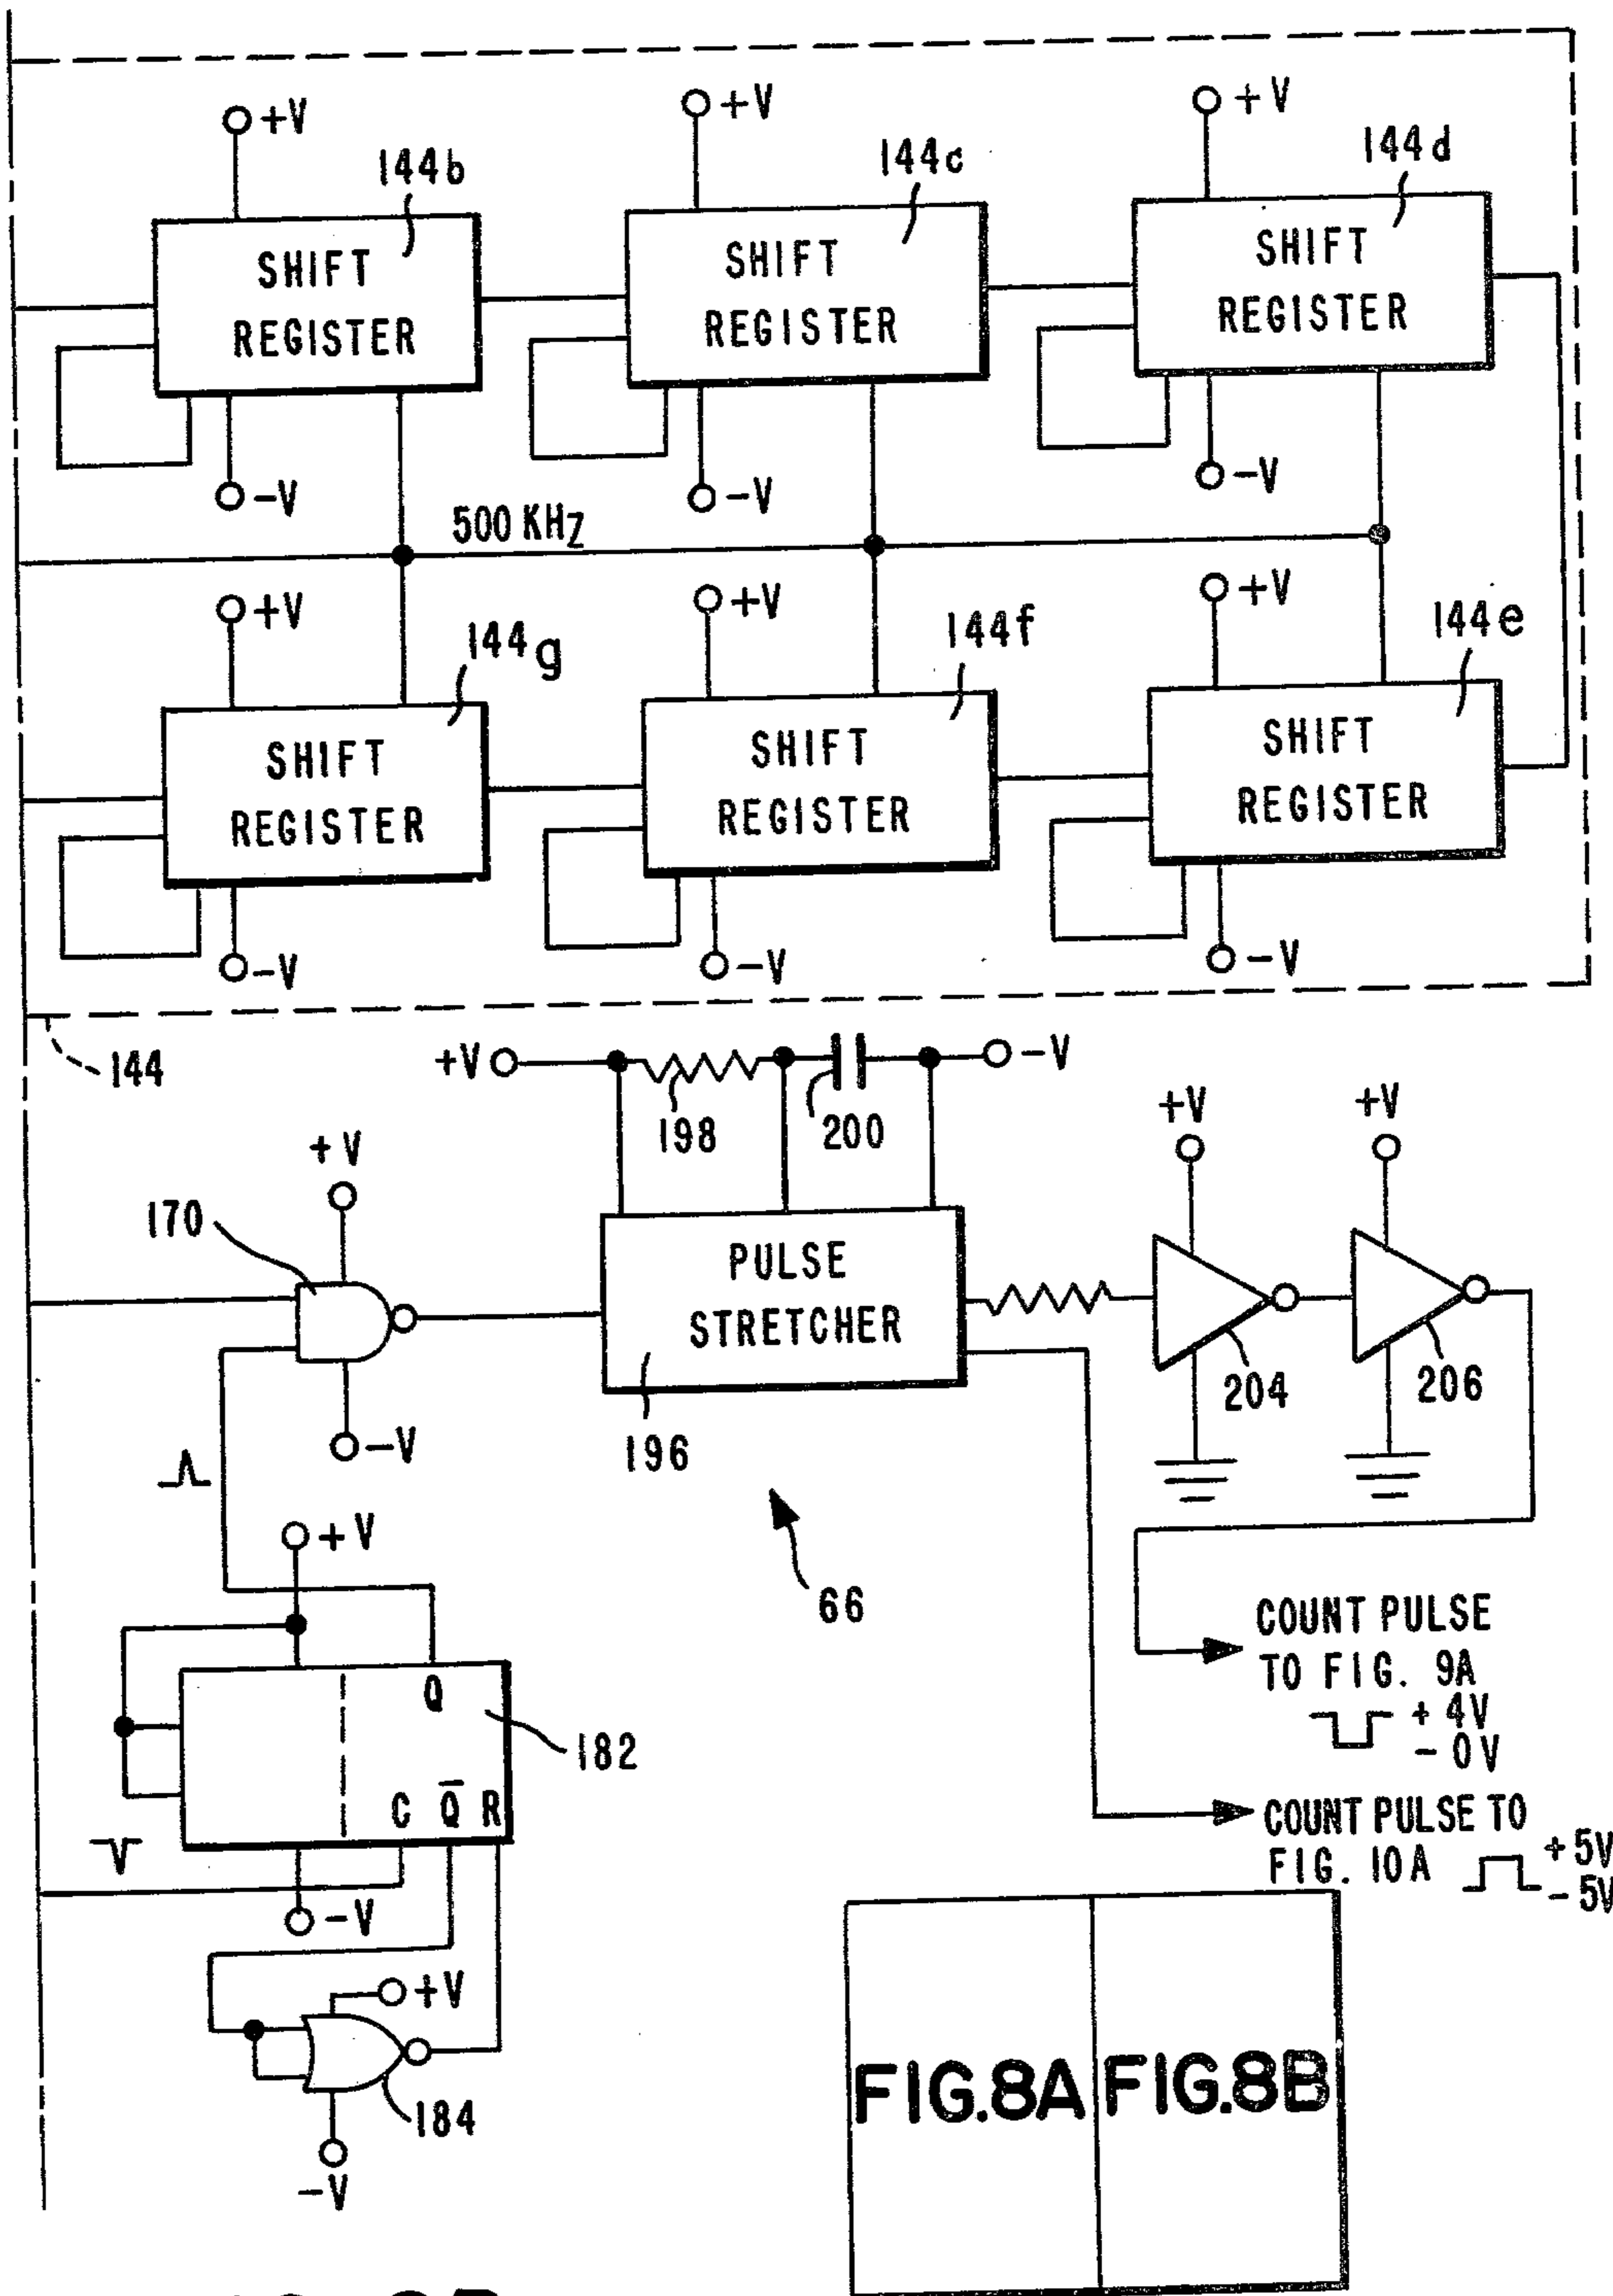 +V
+V
+V
144b
144c
144d
SHIFT
REGISTER
SHIFT
REGISTER
SHIFT
REGISTER
-V
-V
-V
500 KHZ
+V
+V
+V
144g
144f
144e
SHIFT
REGISTER
SHIFT
REGISTER
SHIFT
REGISTER
-V
-V
-V
144
+V
-V
198
200
+V
+V
+V
170
PULSE
STRETCHER
204
206
-V
196
66
+V
COUNT PULSE
TO FIG. 9A
+4V
-0V
Q
182
C Q̅ R
COUNT PULSE TO
FIG. 10A
+5V
-5V
-V
+V
184
-V
FIG.8A
FIG.8B